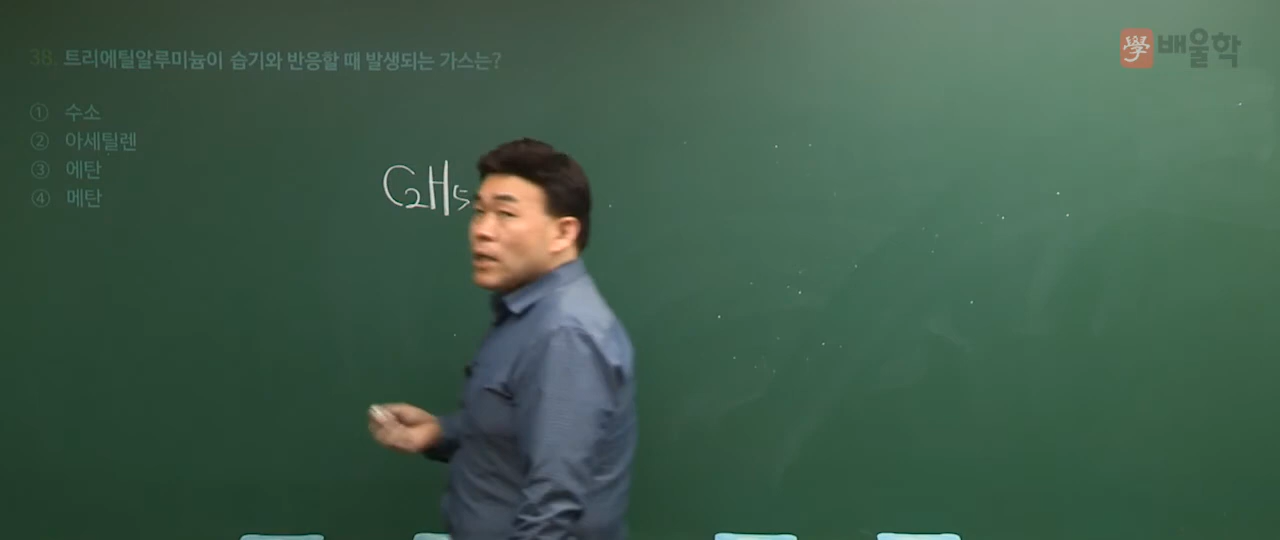 38. 트리에틸알루미늄이 습기와 반응할 때 발생되는 가스는?
① 수소
② 아세틸렌
③ 에탄
④ 메탄
C₂H₅
學 배울학